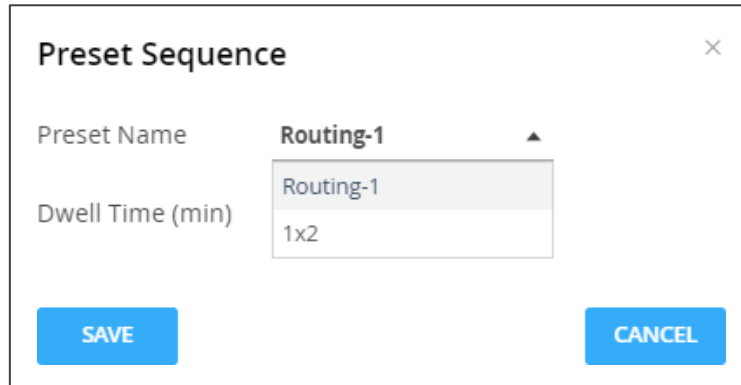 Preset Sequence
Preset Name
Routing-1
Routing-1
Dwell Time (min)
1x2
SAVE
CANCEL